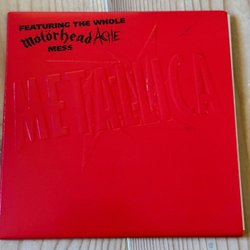 FEATURING THE WHOLE
Motörhead ACHE
MESS
METALLICA